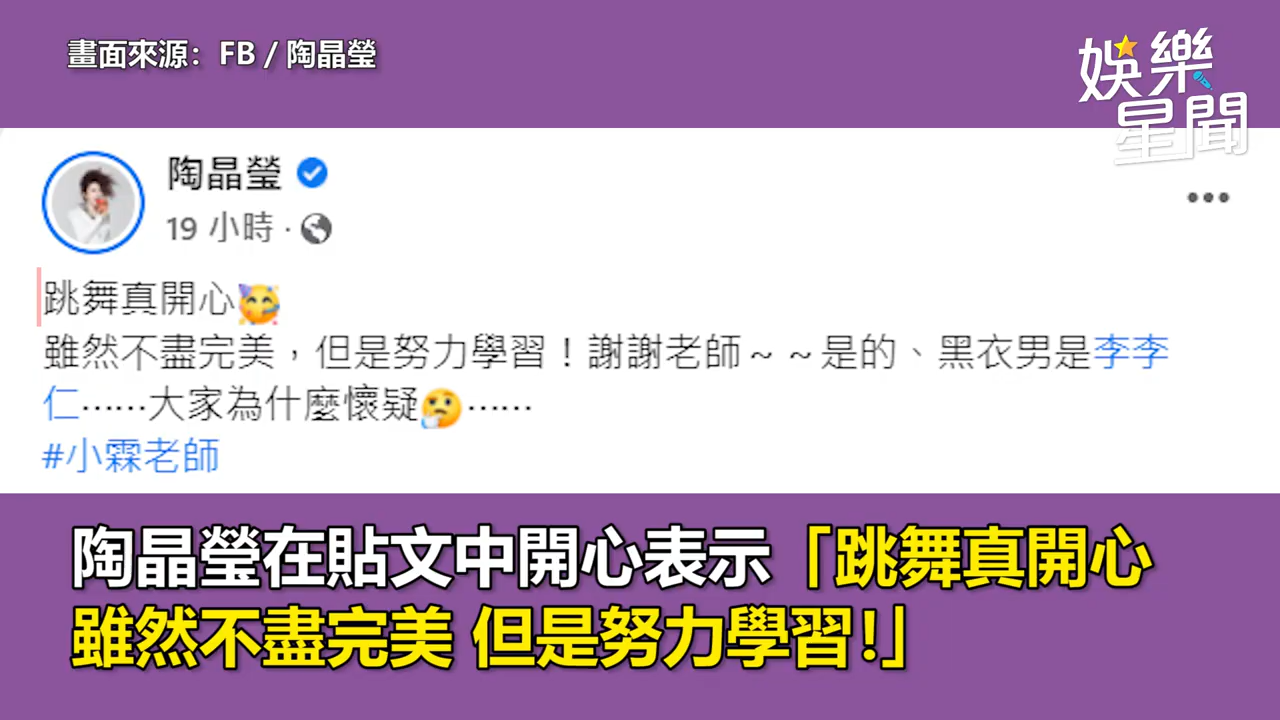 畫面來源：FB / 陶晶瑩
娛樂
星聞
陶晶瑩
19 小時 ·
跳舞真開心🥳
雖然不盡完美，但是努力學習！謝謝老師～～是的、黑衣男是李李
仁……大家為什麼懷疑🤔……
#小霖老師
陶晶瑩在貼文中開心表示「跳舞真開心
雖然不盡完美 但是努力學習!」